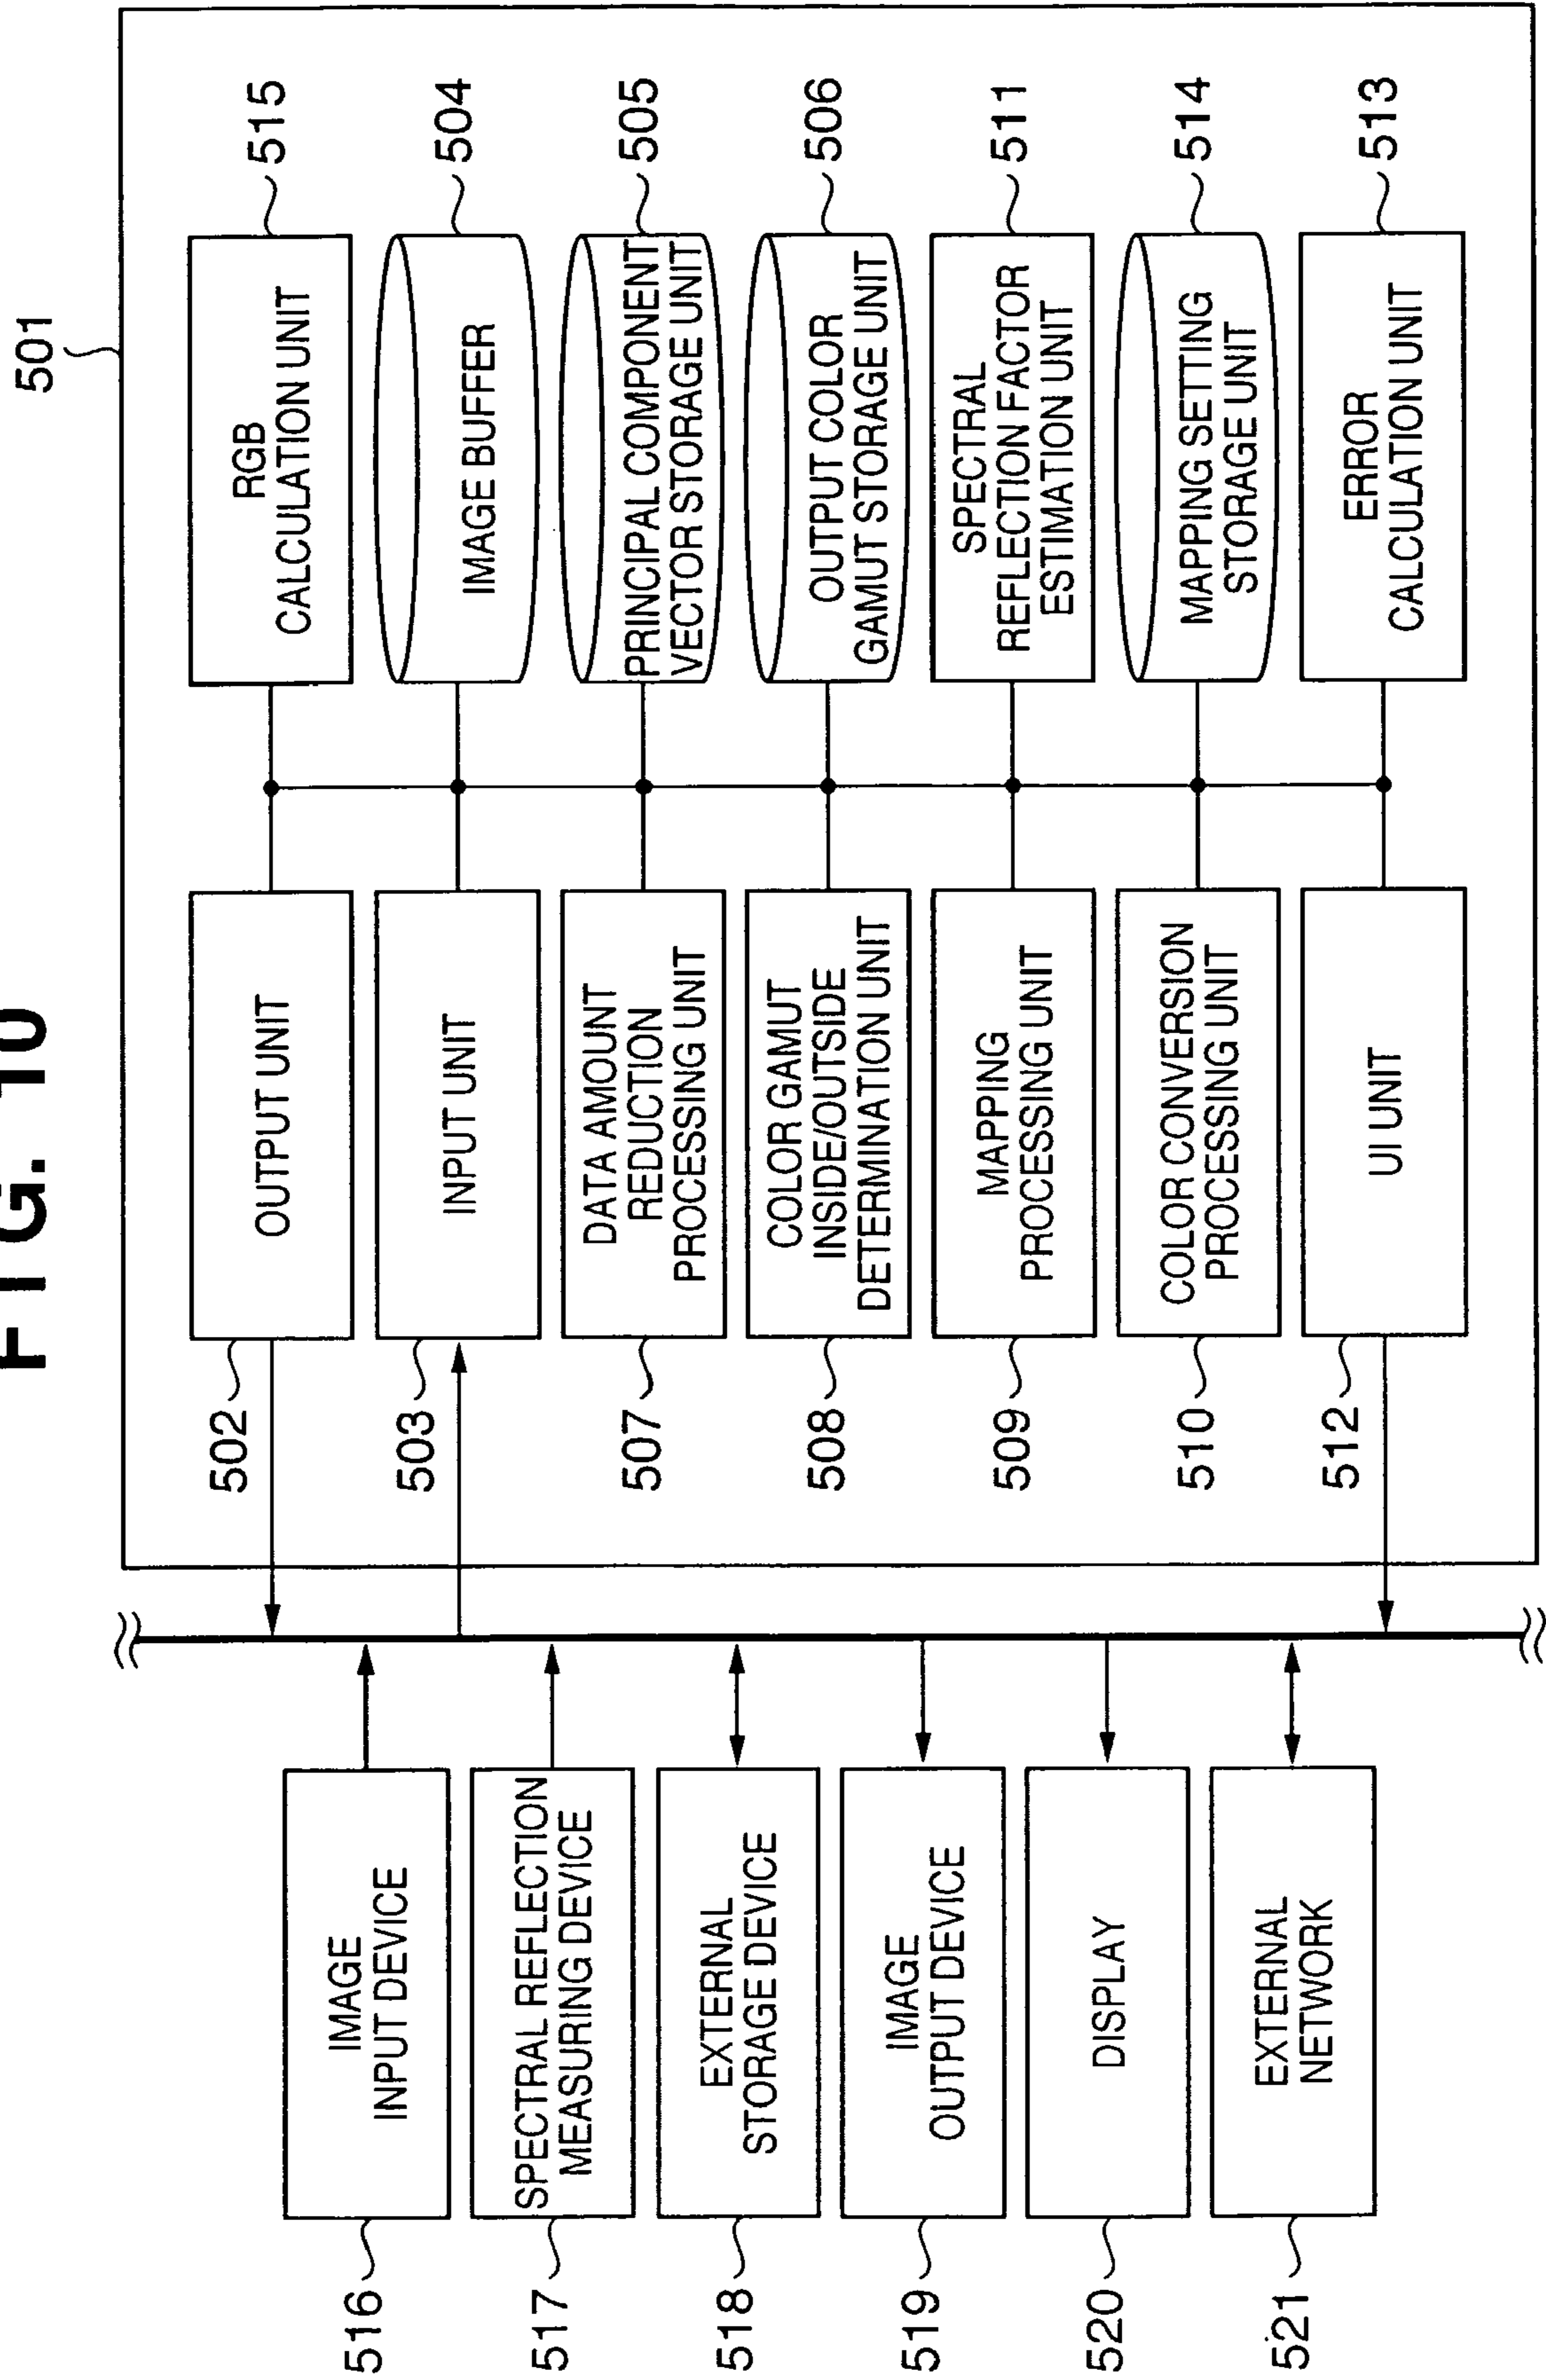 FIG. 10
501
516
IMAGE
INPUT DEVICE
517
SPECTRAL REFLECTION
MEASURING DEVICE
518
EXTERNAL
STORAGE DEVICE
519
IMAGE
OUTPUT DEVICE
520
DISPLAY
521
EXTERNAL
NETWORK
502
OUTPUT UNIT
503
INPUT UNIT
507
DATA AMOUNT
REDUCTION
PROCESSING UNIT
508
COLOR GAMUT
INSIDE/OUTSIDE
DETERMINATION UNIT
509
MAPPING
PROCESSING UNIT
510
COLOR CONVERSION
PROCESSING UNIT
512
UI UNIT
RGB
CALCULATION UNIT
515
IMAGE BUFFER
504
PRINCIPAL COMPONENT
VECTOR STORAGE UNIT
505
OUTPUT COLOR
GAMUT STORAGE UNIT
506
SPECTRAL
REFLECTION FACTOR
ESTIMATION UNIT
511
MAPPING SETTING
STORAGE UNIT
514
ERROR
CALCULATION UNIT
513